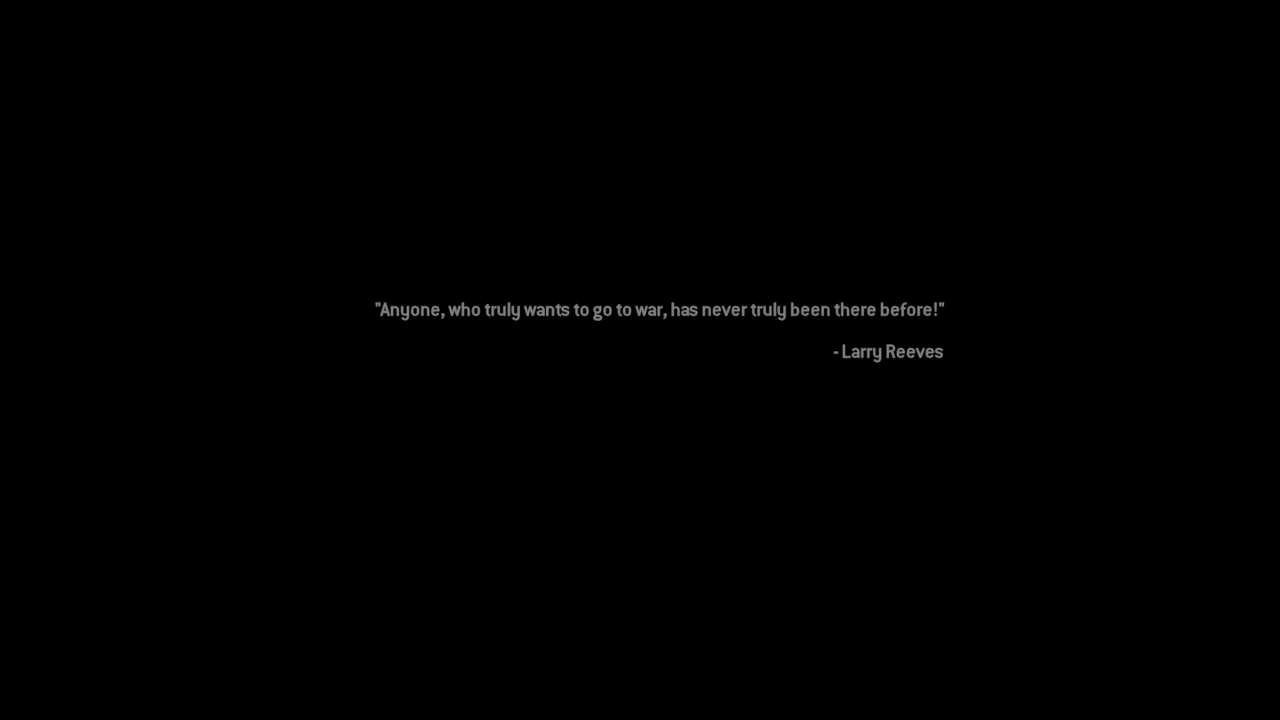 "Anyone, who truly wants to go to war, has never truly been there before!"
- Larry Reeves